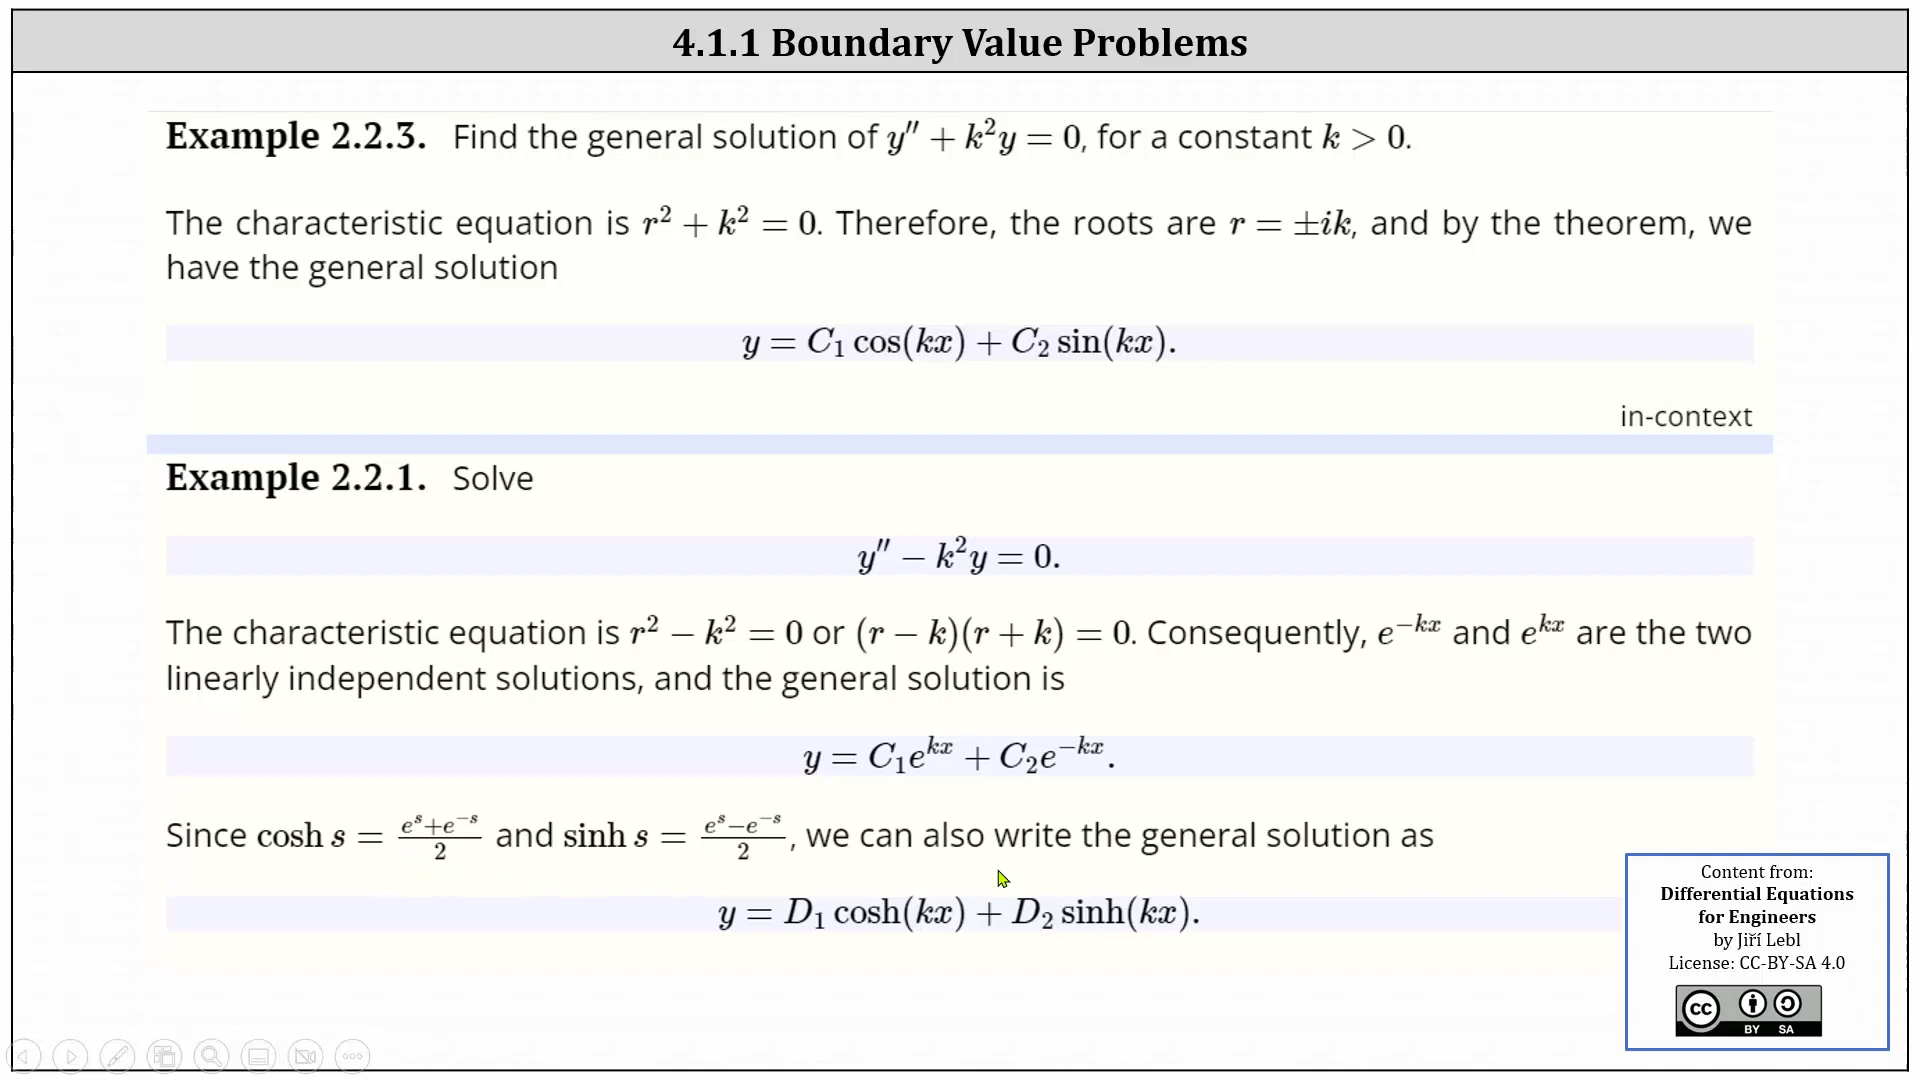 4.1.1 Boundary Value Problems
Example 2.2.3. Find the general solution of y″ + k²y = 0, for a constant k > 0.
The characteristic equation is r² + k² = 0. Therefore, the roots are r = ±ik, and by the theorem, we
have the general solution
y = C₁ cos(kx) + C₂ sin(kx).
in-context
Example 2.2.1. Solve
y″ − k²y = 0.
The characteristic equation is r² − k² = 0 or (r − k)(r + k) = 0. Consequently, e^{−kx} and e^{kx} are the two
linearly independent solutions, and the general solution is
y = C₁e^{kx} + C₂e^{−kx}.
Since cosh s = \frac{e^s+e^{−s}}{2} and sinh s = \frac{e^s−e^{−s}}{2}, we can also write the general solution as
y = D₁ cosh(kx) + D₂ sinh(kx).
Content from:
Differential Equations
for Engineers
by Jiří Lebl
License: CC-BY-SA 4.0
cc
BY SA